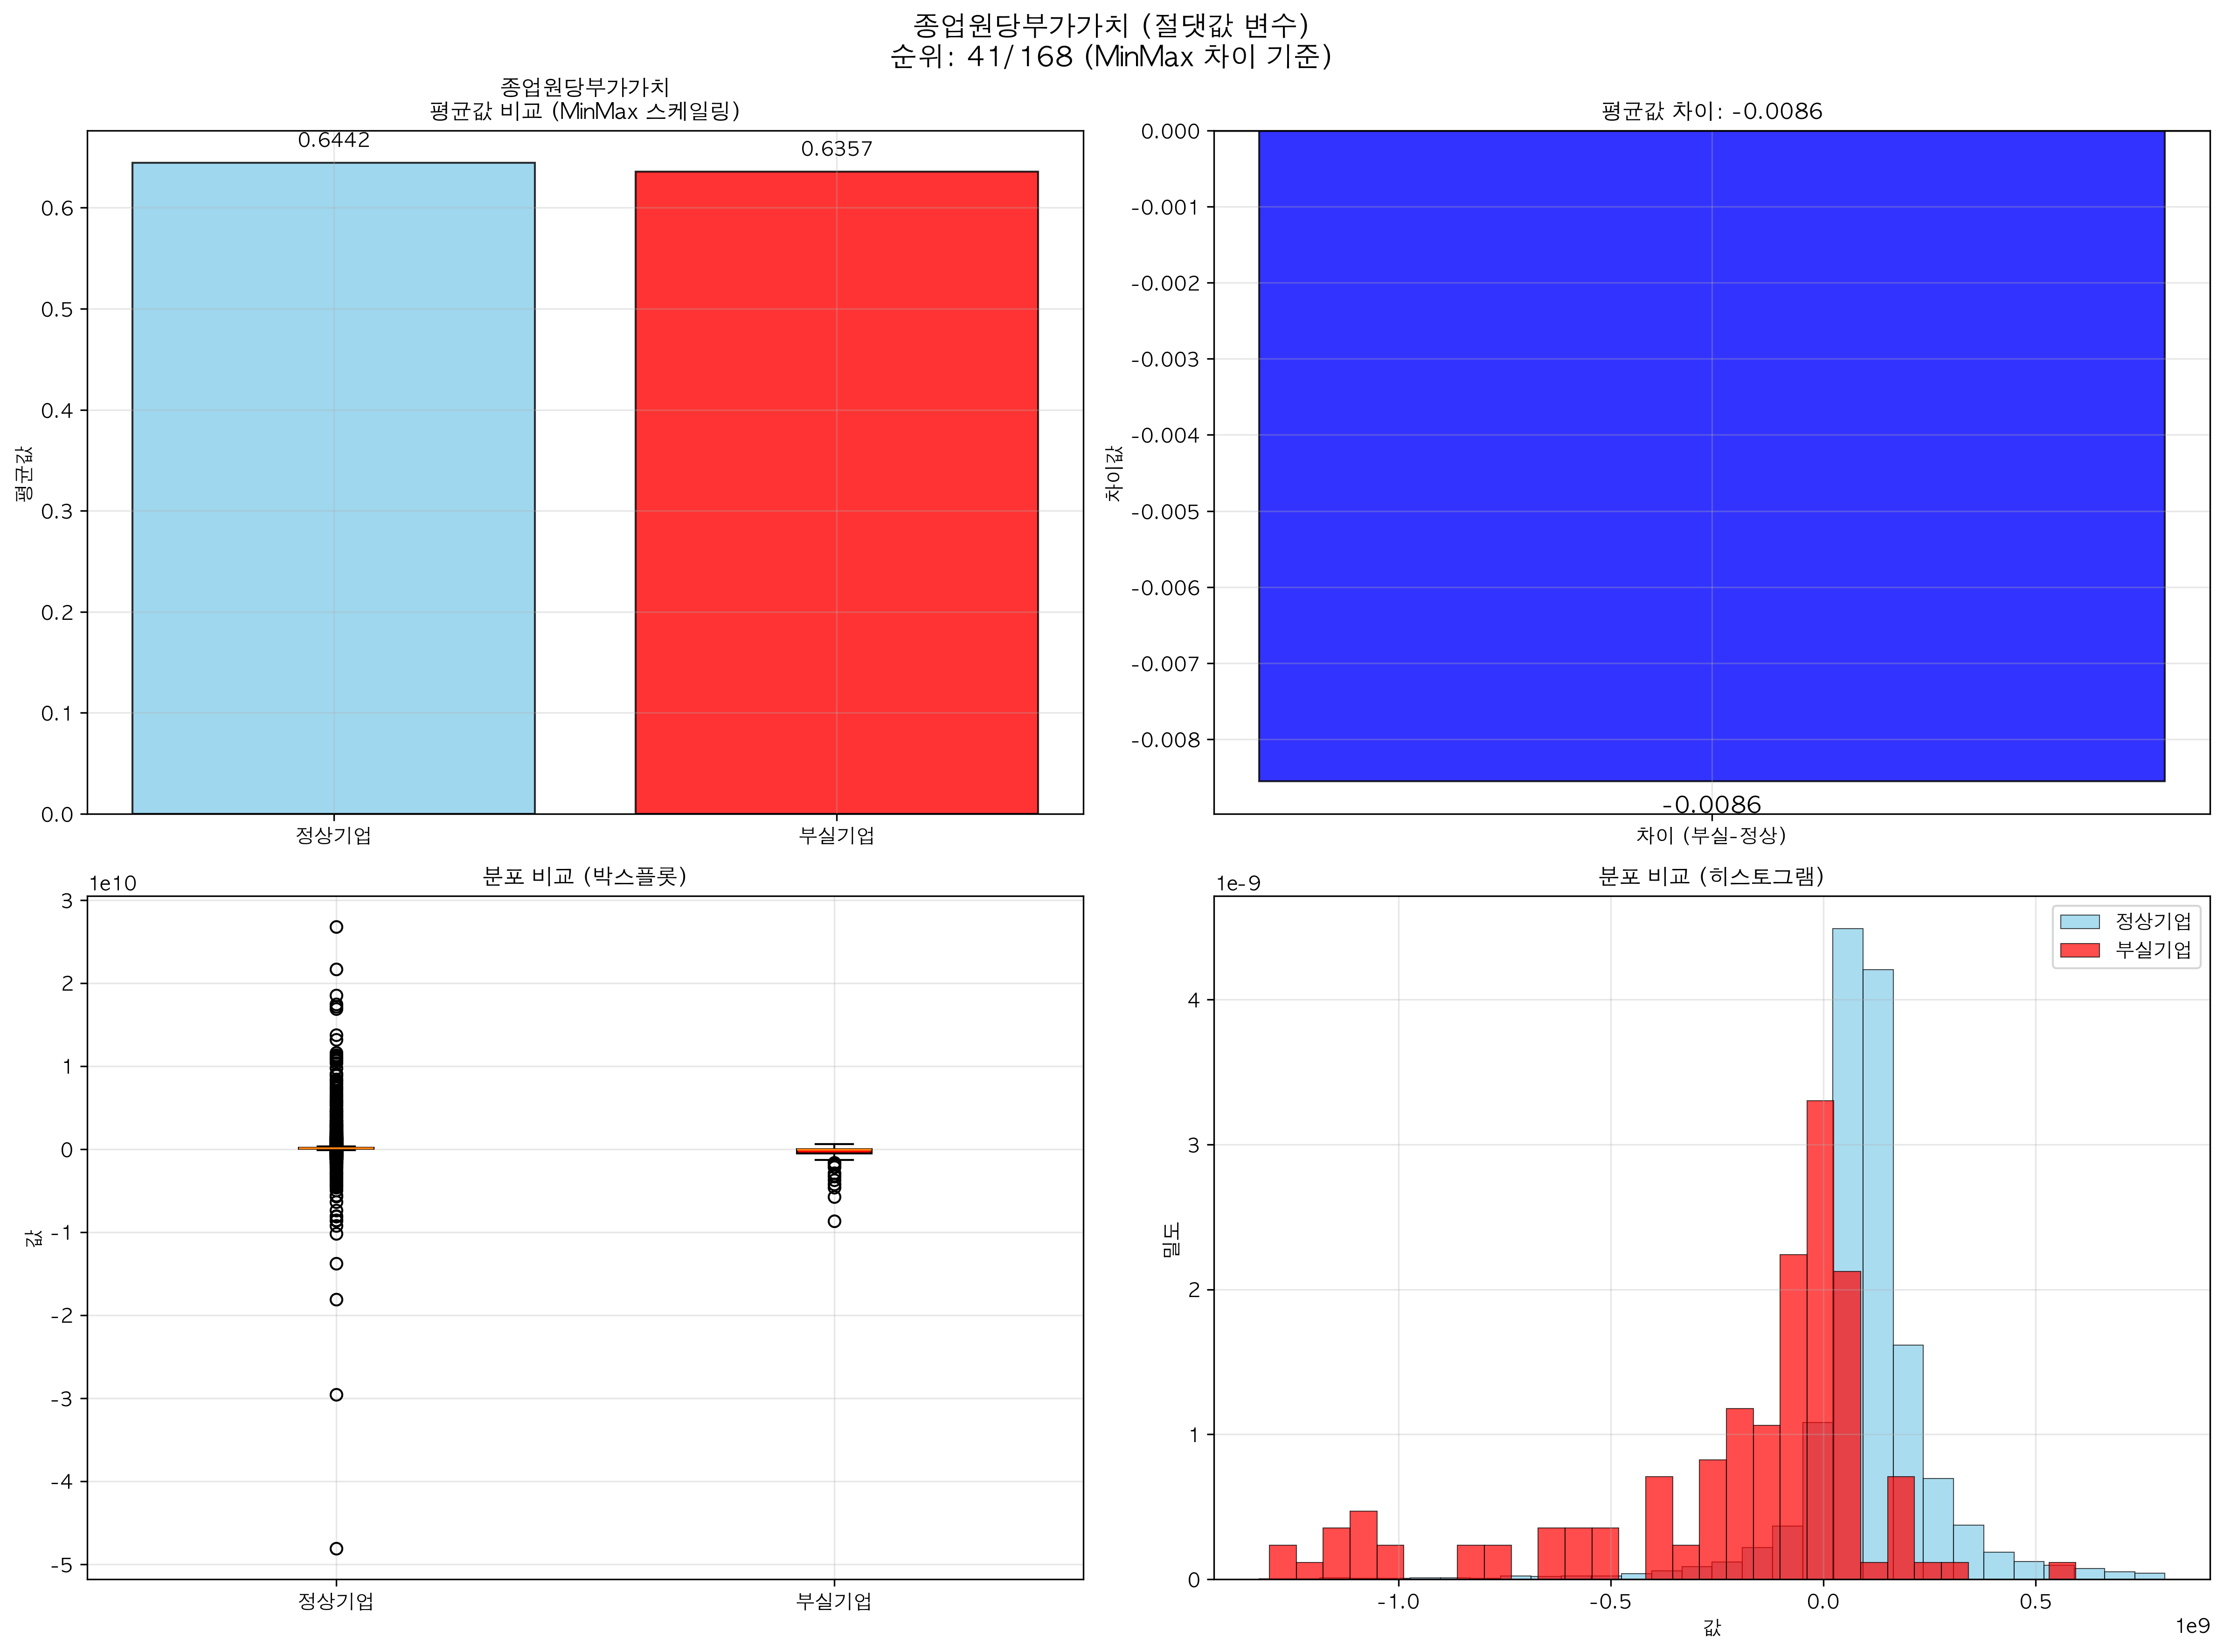 종업원당부가가치 (절댓값 변수)
순위: 41/168 (MinMax 차이 기준)
종업원당부가가치
평균값 비교 (MinMax 스케일링)
평균값
0.6
0.5
0.4
0.3
0.2
0.1
0.0
0.6442
0.6357
정상기업
부실기업
평균값 차이: -0.0086
차이값
0.000
-0.001
-0.002
-0.003
-0.004
-0.005
-0.006
-0.007
-0.008
-0.0086
차이 (부실-정상)
분포 비교 (박스플롯)
1e10
값
3
2
1
0
-1
-2
-3
-4
-5
정상기업
부실기업
분포 비교 (히스토그램)
1e-9
밀도
4
3
2
1
0
정상기업
부실기업
-1.0
-0.5
0.0
0.5
값
1e9